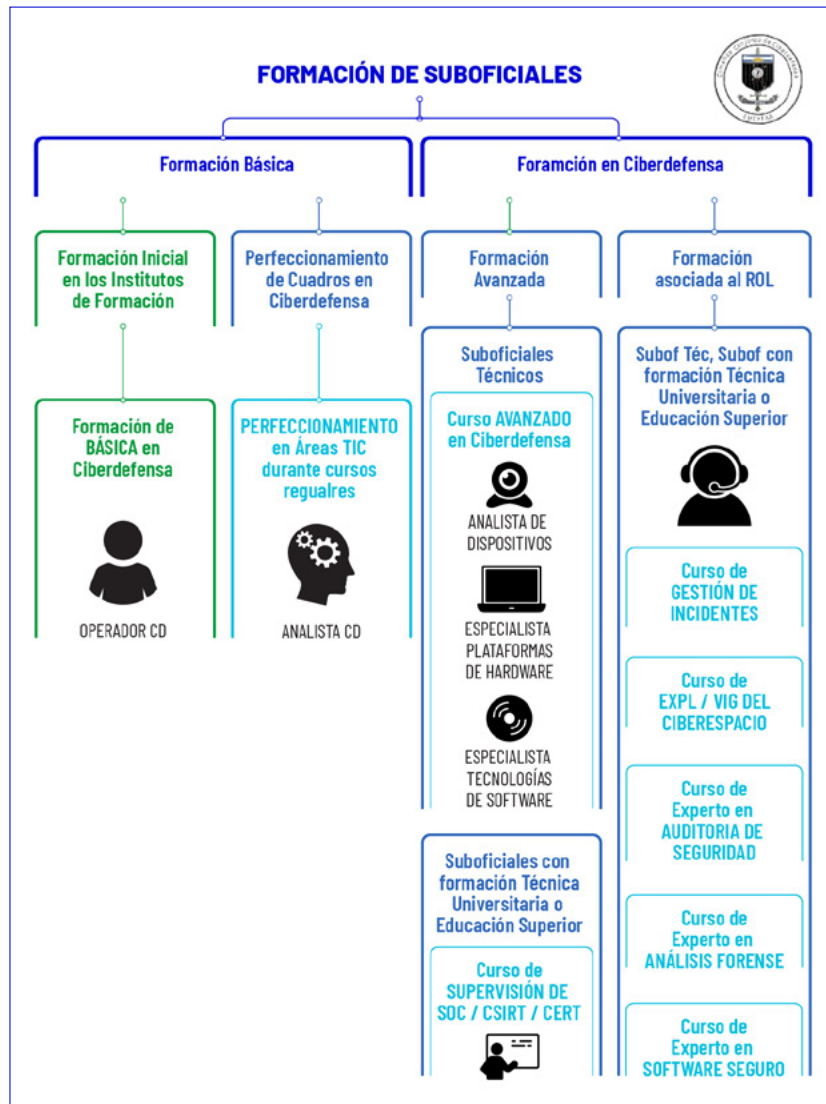 FORMACIÓN DE SUBOFICIALES
Formación Básica
Foramción en Ciberdefensa
Formación Inicial
en los Institutos
de Formación
Perfeccionamiento
de Cuadros en
Ciberdefensa
Formación
Avanzada
Formación
asociada al ROL
Formación de
BÁSICA en
Ciberdefensa
OPERADOR CD
PERFECCIONAMIENTO
en Áreas TIC
durante cursos
regualres
ANALISTA CD
Suboficiales
Técnicos
Curso AVANZADO
en Ciberdefensa
ANALISTA DE
DISPOSITIVOS
ESPECIALISTA
PLATAFORMAS
DE HARDWARE
ESPECIALISTA
TECNOLOGÍAS
DE SOFTWARE
Suboficiales con
formación Técnica
Universitaria o
Educación Superior
Curso de
SUPERVISIÓN DE
SOC / CSIRT / CERT
Subof Téc, Subof con
formación Técnica
Universitaria o
Educación Superior
Curso de
GESTIÓN DE
INCIDENTES
Curso de
EXPL / VIG DEL
CIBERESPACIO
Curso de
Experto en
AUDITORIA DE
SEGURIDAD
Curso de
Experto en
ANÁLISIS FORENSE
Curso de
Experto en
SOFTWARE SEGURO